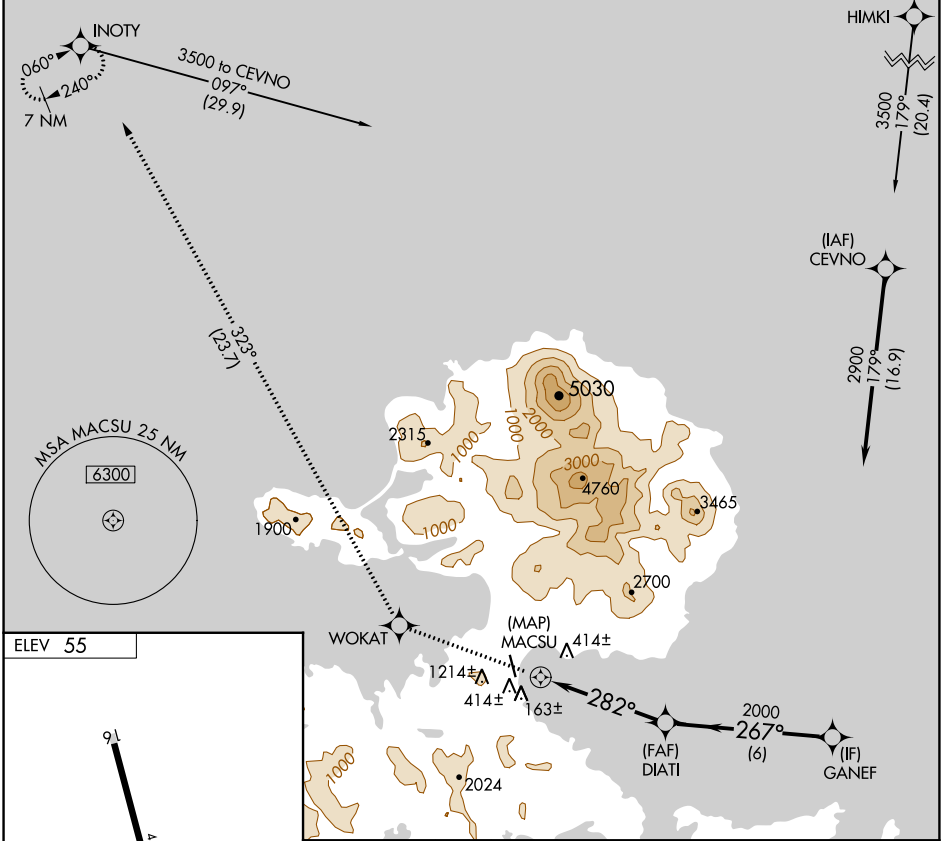 INOTY
060°
240°
7 NM
3500 to CEVNO
097°
(29.9)
HIMKI
3500
179°
(20.4)
(IAF)
CEVNO
2900
179°
(16.9)
323°
(23.7)
5030
1000
2000
2315
1000
3000
4760
3465
MSA MACSU 25 NM
6300
1900
1000
2700
WOKAT
(MAP)
MACSU
414±
1214±
414±
163±
282°
2000
267°
(6)
(FAF)
DIATI
(IF)
GANEF
ELEV 55
16
1000
2024
A